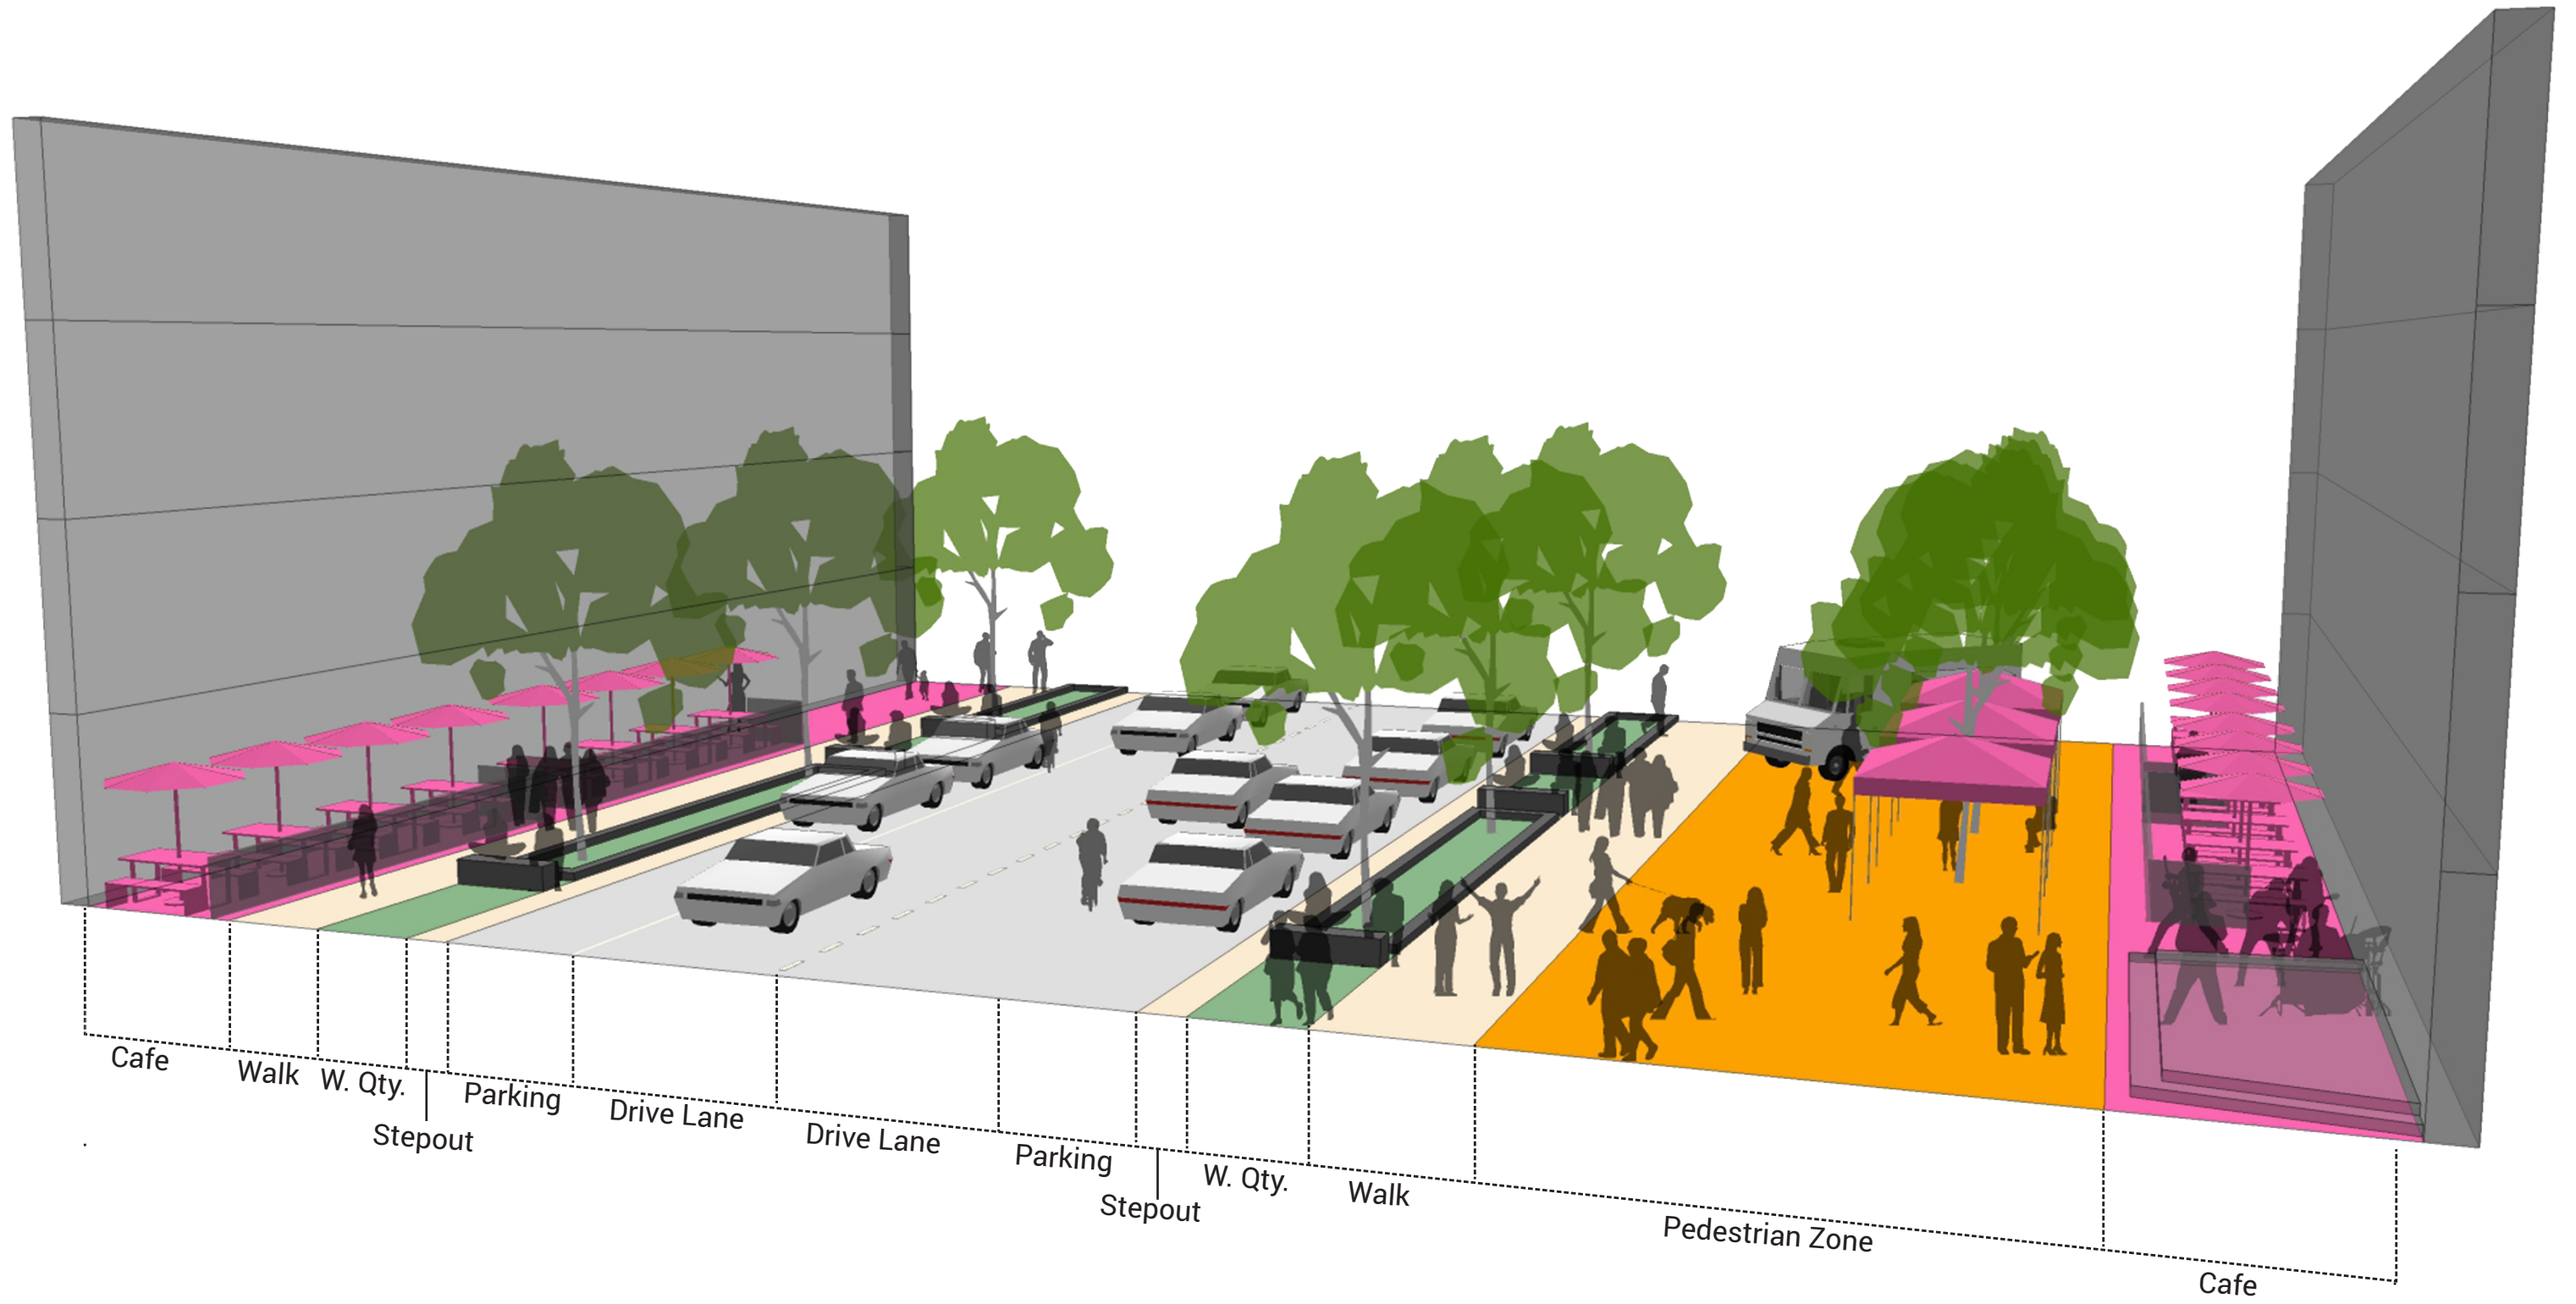 Cafe
Walk
W. Qty.
Stepout
Parking
Drive Lane
Drive Lane
Parking
Stepout
W. Qty.
Walk
Pedestrian Zone
Cafe